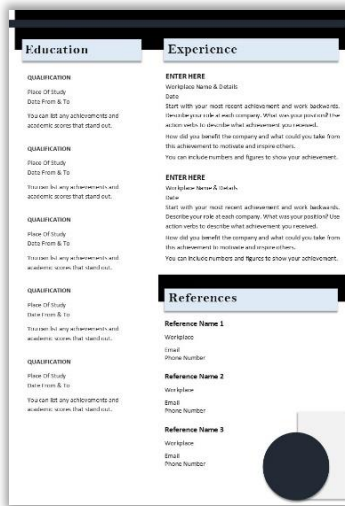 Education
QUALIFICATION
Place Of Study
Date From & To
You can list any achievements and
academic scores that stand out.
QUALIFICATION
Place Of Study
Date From & To
You can list any achievements and
academic scores that stand out.
QUALIFICATION
Place Of Study
Date From & To
You can list any achievements and
academic scores that stand out.
QUALIFICATION
Place Of Study
Date From & To
You can list any achievements and
academic scores that stand out.
QUALIFICATION
Place Of Study
Date From & To
You can list any achievements and
academic scores that stand out.
Experience
ENTER HERE
Workplace Name & Details
Date
Start with your most recent achievement and work backwards.
Describe your role at each company. What was your position? Use
action verbs to describe what achievement you received.
How did you benefit the company and what could you take from
this achievement to motivate and inspire others.
You can include numbers and figures to show your achievement.
ENTER HERE
Workplace Name & Details
Date
Start with your most recent achievement and work backwards.
Describe your role at each company. What was your position? Use
action verbs to describe what achievement you received.
How did you benefit the company and what could you take from
this achievement to motivate and inspire others.
You can include numbers and figures to show your achievement.
References
Reference Name 1
Workplace
Email
Phone Number
Reference Name 2
Workplace
Email
Phone Number
Reference Name 3
Workplace
Email
Phone Number